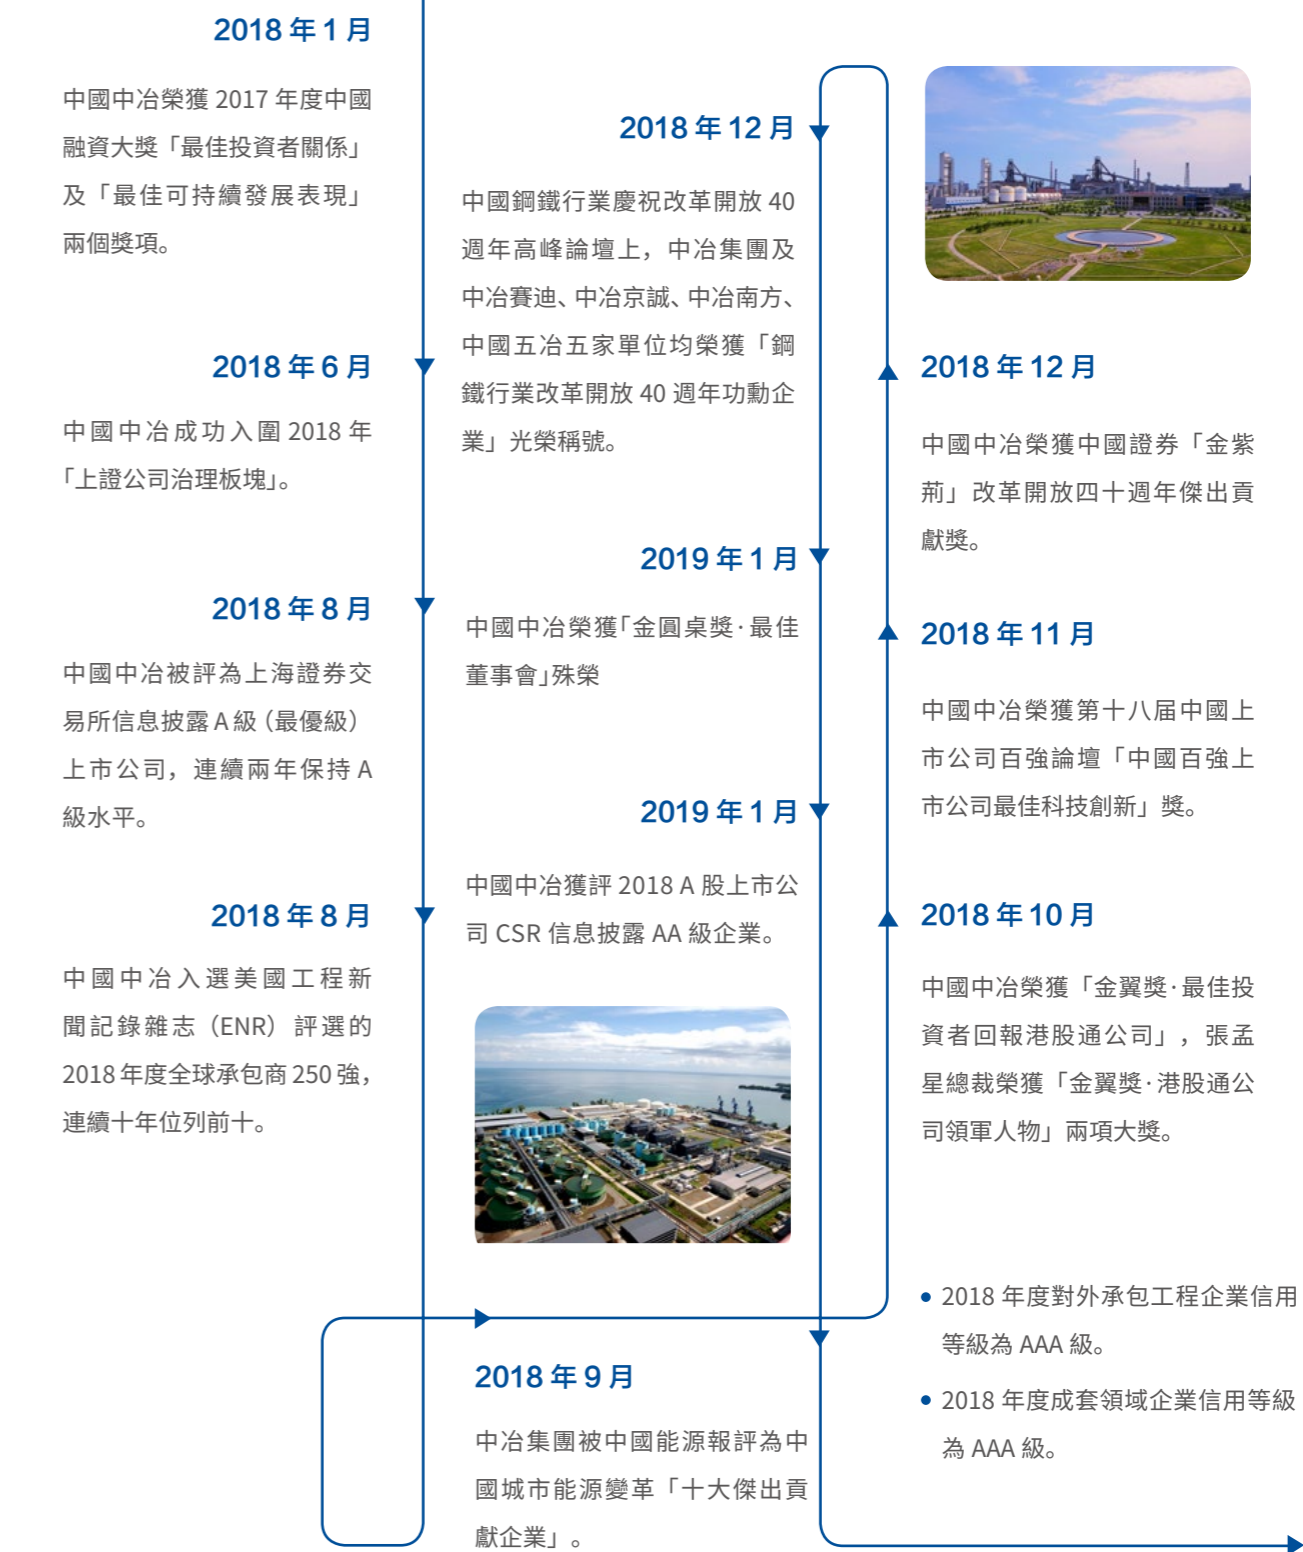 2018 年 1 月
中國中冶榮獲 2017 年度中國
融資大獎「最佳投資者關係」
及「最佳可持續發展表現」
兩個獎項。
2018 年 6 月
中國中冶成功入圍 2018 年
「上證公司治理板塊」。
2018 年 8 月
中國中冶被評為上海證券交
易所信息披露 A 級（最優級）
上市公司，連續兩年保持 A
級水平。
2018 年 8 月
中國中冶入選美國工程新
聞記錄雜志（ENR）評選的
2018 年度全球承包商 250 強，
連續十年位列前十。
2018 年 9 月
中冶集團被中國能源報評為中
國城市能源變革「十大傑出貢
獻企業」。
2018 年 10 月
中國中冶榮獲「金翼獎·最佳投
資者回報港股通公司」，張孟
星總裁榮獲「金翼獎·港股通公
司領軍人物」兩項大獎。
2018 年 11 月
中國中冶榮獲第十八屆中國上
市公司百強論壇「中國百強上
市公司最佳科技創新」獎。
2018 年 12 月
中國中冶榮獲中國證券「金紫
荊」改革開放四十週年傑出貢
獻獎。
2018 年 12 月
中國鋼鐵行業慶祝改革開放 40
週年高峰論壇上，中冶集團及
中冶賽迪、中冶京誠、中冶南方、
中國五冶五家單位均榮獲「鋼
鐵行業改革開放 40 週年功勳企
業」光榮稱號。
2019 年 1 月
中國中冶榮獲「金圓桌獎·最佳
董事會」殊榮
2019 年 1 月
中國中冶獲評 2018 A 股上市公
司 CSR 信息披露 AA 級企業。
• 2018 年度對外承包工程企業信用
等級為 AAA 級。
• 2018 年度成套領域企業信用等級
為 AAA 級。